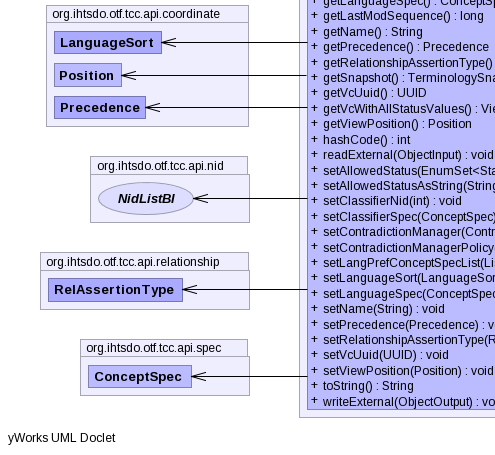 org.ihtsdo.otf.tcc.api.coordinate
LanguageSort
Position
Precedence
org.ihtsdo.otf.tcc.api.nid
NidListBI
org.ihtsdo.otf.tcc.api.relationship
RelAssertionType
org.ihtsdo.otf.tcc.api.spec
ConceptSpec
+ getLanguageSpec() : ConceptSp
+ getLastModSequence() : long
+ getName() : String
+ getPrecedence() : Precedence
+ getRelationshipAssertionType()
+ getSnapshot() : TerminologySna
+ getVcUuid() : UUID
+ getVcWithAllStatusValues() : Vie
+ getViewPosition() : Position
+ hashCode() : int
+ readExternal(ObjectInput) : void
+ setAllowedStatus(EnumSet<Sta
+ setAllowedStatusAsString(String
+ setClassifierNid(int) : void
+ setClassifierSpec(ConceptSpec)
+ setContradictionManager(Contr
+ setContradictionManagerPolicy
+ setLangPrefConceptSpecList(Lis
+ setLanguageSort(LanguageSor
+ setLanguageSpec(ConceptSpec
+ setName(String) : void
+ setPrecedence(Precedence) : v
+ setRelationshipAssertionType(R
+ setVcUuid(UUID) : void
+ setViewPosition(Position) : void
+ toString() : String
+ writeExternal(ObjectOutput) : vo
yWorks UML Doclet